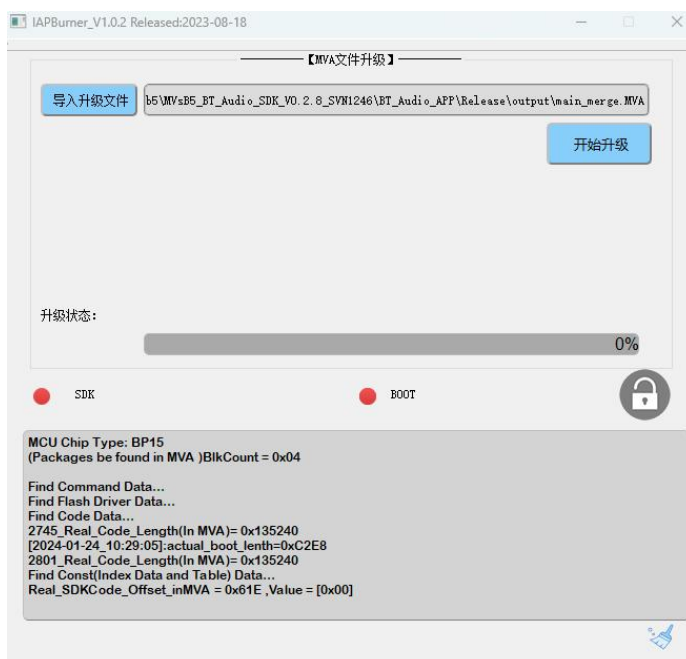 IAPBurner_V1.0.2 Released:2023-08-18
【MVA文件升级】
导入升级文件
b5\MVsB5_BT_Audio_SDK_V0.2.8_SVN1246\BT_Audio_APP\Release\output\main_merge.MVA
开始升级
升级状态:
0%
SDK
BOOT
MCU Chip Type: BP15
(Packages be found in MVA )BlkCount = 0x04
Find Command Data...
Find Flash Driver Data...
Find Code Data...
2745_Real_Code_Length(In MVA)= 0x135240
[2024-01-24_10:29:05]:actual_boot_lenth=0xC2E8
2801_Real_Code_Length(In MVA)= 0x135240
Find Const(Index Data and Table) Data...
Real_SDKCode_Offset_inMVA = 0x61E ,Value = [0x00]